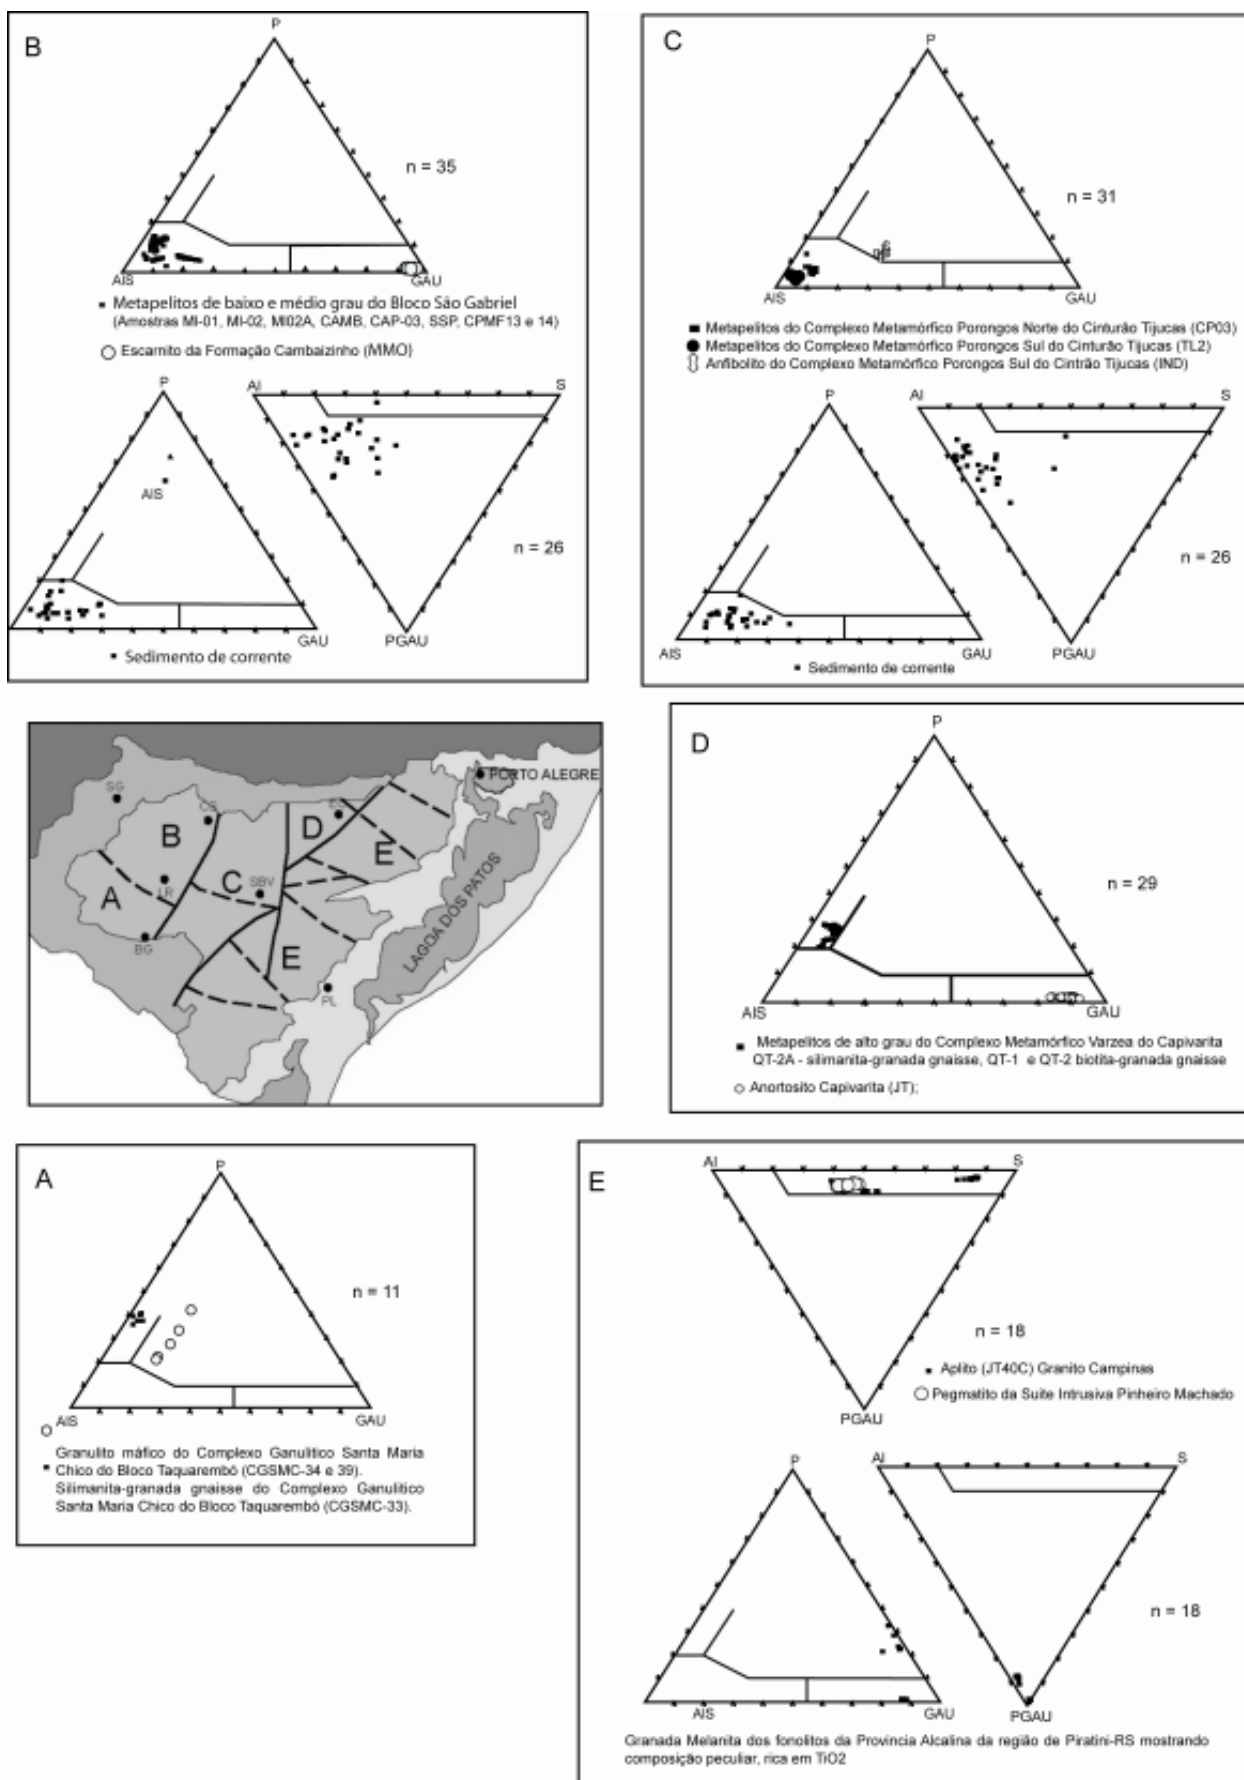 B
P
n = 35
AIS
GAU
Metapelitos de baixo e médio grau do Bloco São Gabriel
(Amostras MI-01, MI-02, MI02A, CAMB, CAP-03, SSP, CPMF13 e 14)
Escarnito da Formação Cambaizinho (MMO)
P
Al
S
AIS
n = 26
GAU
PGAU
Sedimento de corrente
C
P
n = 31
AIS
GAU
Metapelitos do Complexo Metamórfico Porongos Norte do Cinturão Tijucas (CP03)
Metapelitos do Complexo Metamórfico Porongos Sul do Cinturão Tijucas (TL2)
Anfibolito do Complexo Metamórfico Porongos Sul do Cintrão Tijucas (IND)
P
Al
S
n = 26
AIS
GAU
PGAU
Sedimento de corrente
PORTO ALEGRE
SG
CS
B
D
E
A
LR
C
SBV
LAGOA DOS PATOS
BG
E
PL
D
P
n = 29
AIS
GAU
Metapelitos de alto grau do Complexo Metamórfico Varzea do Capivarita
QT-2A - silimanita-granada gnaisse, QT-1 e QT-2 biotita-granada gnaisse
Anortosito Capivarita (JT);
A
P
n = 11
AIS
GAU
Granulito máfico do Complexo Ganulitico Santa Maria
Chico do Bloco Taquarembó (CGSMC-34 e 39).
Silimanita-granada gnaisse do Complexo Ganulitico
Santa Maria Chico do Bloco Taquarembó (CGSMC-33).
E
Al
S
n = 18
Aplito (JT40C) Granito Campinas
Pegmatito da Suite Intrusiva Pinheiro Machado
PGAU
P
Al
S
n = 18
AIS
GAU
PGAU
Granada Melanita dos fonolitos da Provincia Alcalina da região de Piratini-RS mostrando
composição peculiar, rica em TiO2